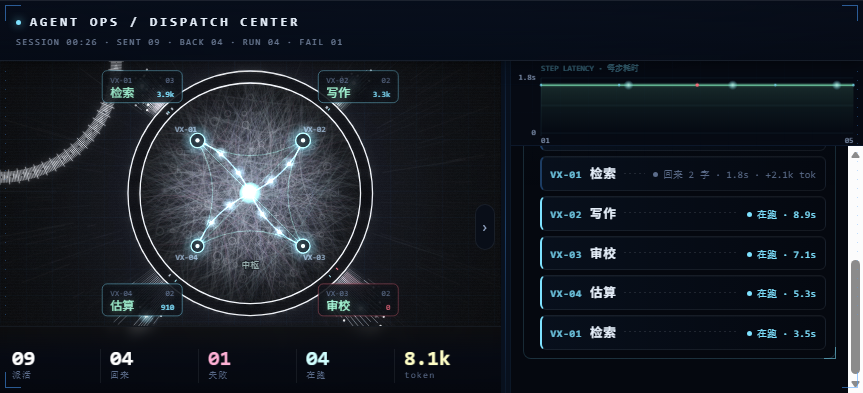 AGENT OPS / DISPATCH CENTER
SESSION 00:26 · SENT 09 · BACK 04 · RUN 04 · FAIL 01
VX-01 · 03
检索 3.9k
VX-02 · 02
写作 3.3k
VX-01
VX-02
VX-04
VX-03
中枢
VX-04 02
估算 910
VX-03 02
审校 0
09
派活
04
回来
01
失败
04
在跑
8.1k
token
STEP LATENCY · 每步耗时
1.8s
0
01
05
VX-01 检索 回来 2 字 · 1.8s · +2.1k tok
VX-02 写作 在跑 · 8.9s
VX-03 审校 在跑 · 7.1s
VX-04 估算 在跑 · 5.3s
VX-01 检索 在跑 · 3.5s